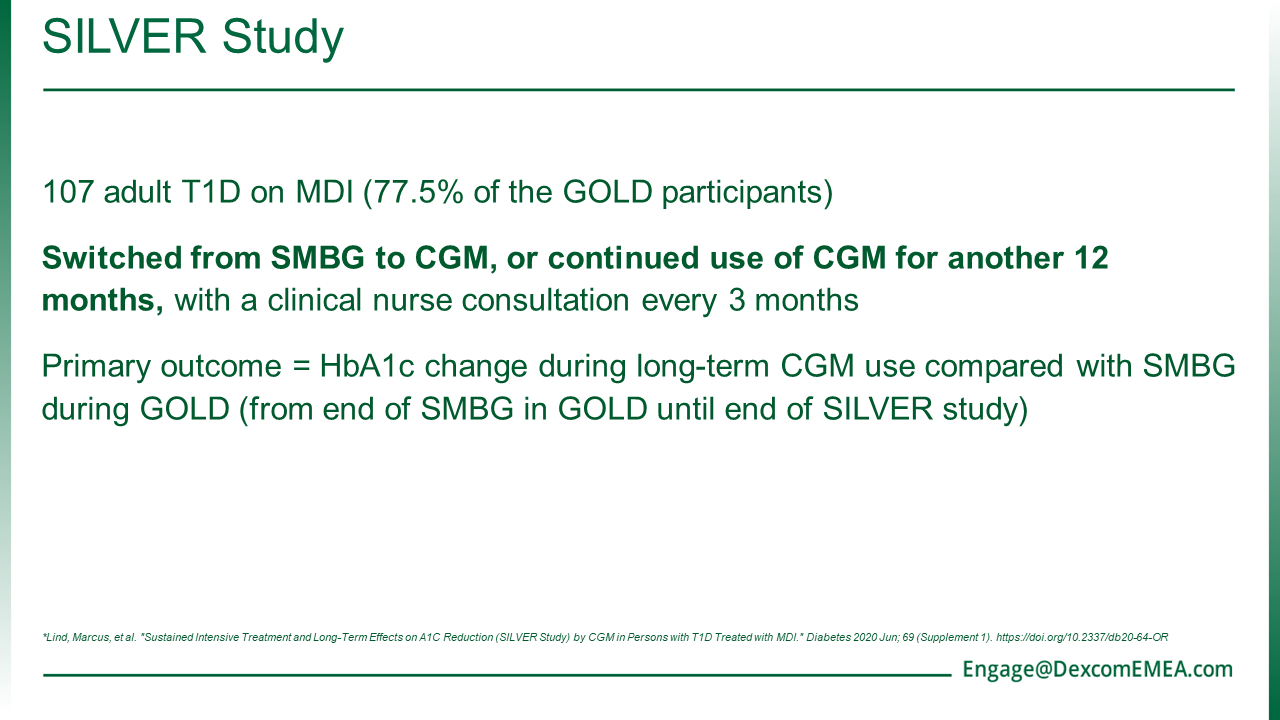 SILVER Study
107 adult T1D on MDI (77.5% of the GOLD participants)
Switched from SMBG to CGM, or continued use of CGM for another 12
months, with a clinical nurse consultation every 3 months
Primary outcome = HbA1c change during long-term CGM use compared with SMBG
during GOLD (from end of SMBG in GOLD until end of SILVER study)
*Lind, Marcus, et al. "Sustained Intensive Treatment and Long-Term Effects on A1C Reduction (SILVER Study) by CGM in Persons with T1D Treated with MDI." Diabetes 2020 Jun; 69 (Supplement 1). https://doi.org/10.2337/db20-64-OR
Engage@DexcomEMEA.com